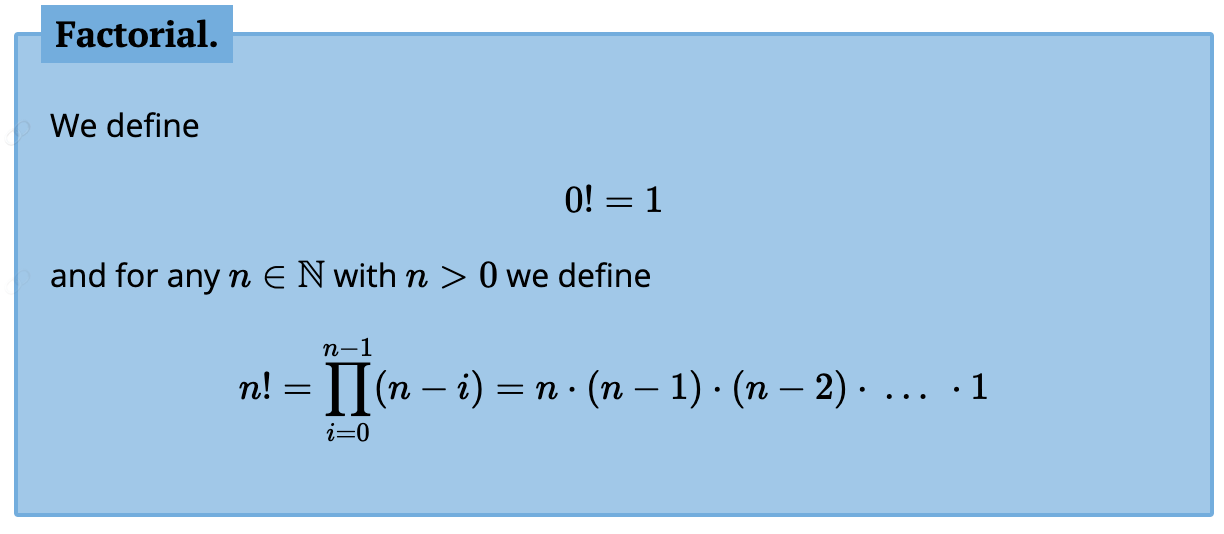 Factorial.
We define
0! = 1
and for any n ∈ ℕ with n > 0 we define
n! = ∏_{i=0}^{n−1} (n − i) = n · (n − 1) · (n − 2) · … · 1